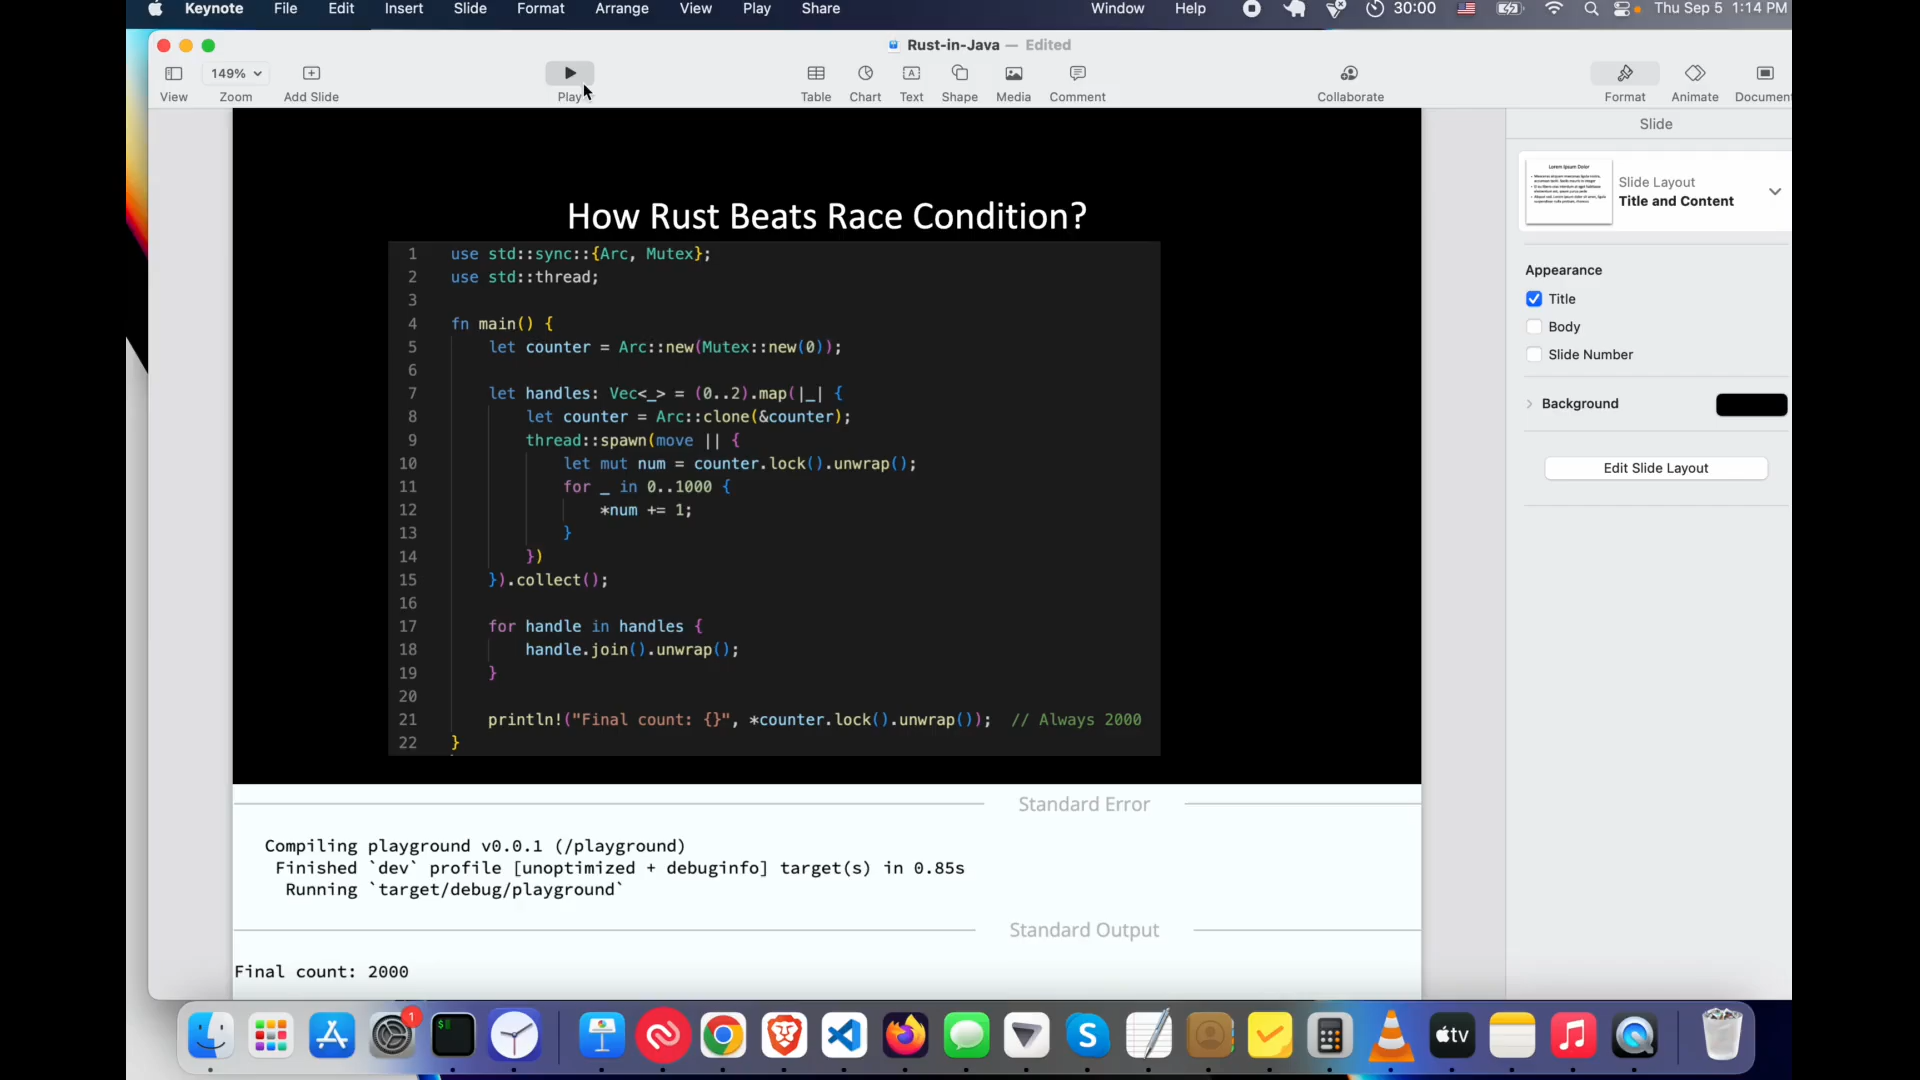 Keynote File Edit Insert Slide Format Arrange View Play Share Window Help 30:00 Thu Sep 5 1:14 PM
Rust-in-Java — Edited
149%
View Zoom Add Slide Play Table Chart Text Shape Media Comment Collaborate Format Animate Document
Slide
Slide Layout
Title and Content
Appearance
Title
Body
Slide Number
Background
Edit Slide Layout
How Rust Beats Race Condition?
1 use std::sync::{Arc, Mutex};
2 use std::thread;
3
4 fn main() {
5 let counter = Arc::new(Mutex::new(0));
6
7 let handles: Vec<_> = (0..2).map(|_| {
8 let counter = Arc::clone(&counter);
9 thread::spawn(move || {
10 let mut num = counter.lock().unwrap();
11 for _ in 0..1000 {
12 *num += 1;
13 }
14 })
15 }).collect();
16
17 for handle in handles {
18 handle.join().unwrap();
19 }
20
21 println!("Final count: {}", *counter.lock().unwrap()); // Always 2000
22 }
Standard Error
Compiling playground v0.0.1 (/playground)
Finished `dev` profile [unoptimized + debuginfo] target(s) in 0.85s
Running `target/debug/playground`
Standard Output
Final count: 2000
1
$
S
tv